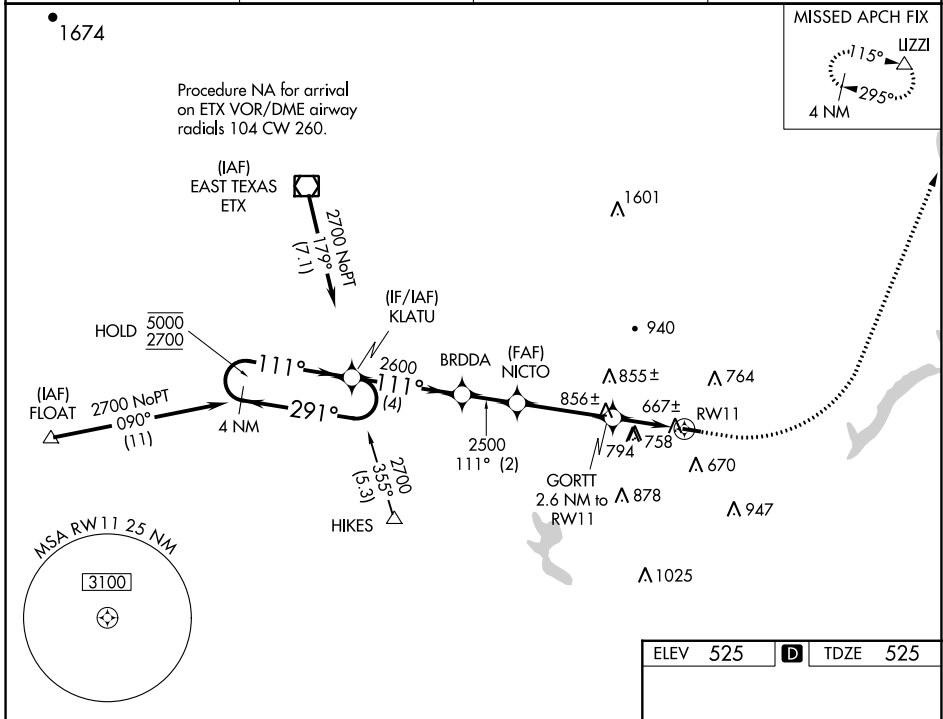 1674
MISSED APCH FIX
LIZZI
115°
295°
4 NM
Procedure NA for arrival
on ETX VOR/DME airway
radials 104 CW 260.
(IAF)
EAST TEXAS
ETX
2700 NoPT
179°
(7.1)
1601
(IF/IAF)
KLATU
HOLD
5000
2700
940
BRDDA
(FAF)
NICTO
111°
2600
111°
(4)
855±
764
(IAF)
FLOAT
2700 NoPT
090°
(11)
291°
4 NM
856±
667±
RW11
2500
111° (2)
794
758
670
GORTT
2.6 NM to
RW11
878
947
2700
355°
(5.3)
HIKES
1025
MSA RW11 25 NM
3100
ELEV 525
D
TDZE 525